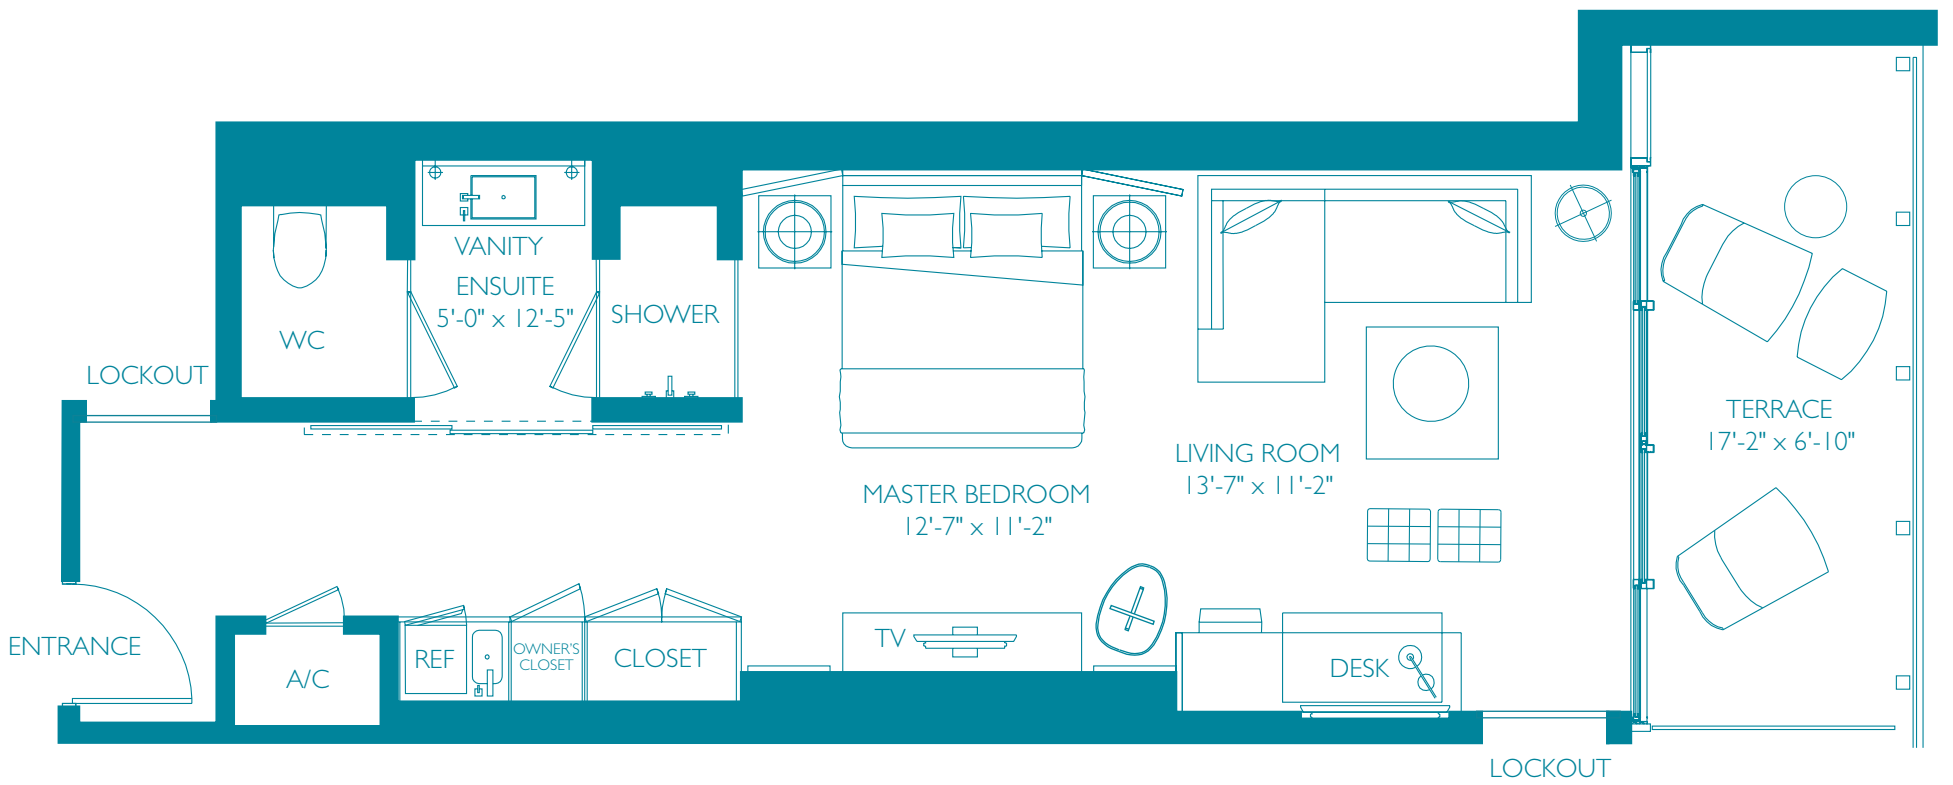 VANITY
ENSUITE
5'-0" x 12'-5"
SHOWER
WC
LOCKOUT
TERRACE
17'-2" x 6'-10"
LIVING ROOM
13'-7" x 11'-2"
MASTER BEDROOM
12'-7" x 11'-2"
ENTRANCE
A/C
REF
OWNER'S
CLOSET
CLOSET
TV
DESK
LOCKOUT